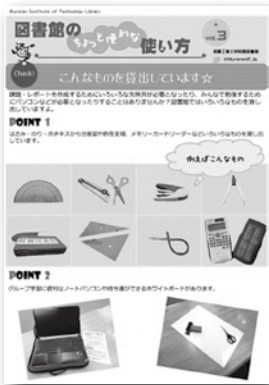 Muroran Institute of Technology Library
図書館の
ちょっと便利な
使い方
vol.3
室蘭工業大学附属図書館
@MuroranIT_lib
Check!
こんなものを貸出しています☆
課題・レポートを作成するためにいろいろな文房具が必要となったり、みんなで勉強するため
にパソコンなどが必要となったりすることはありませんか？図書館ではいろいろなものを貸し
出していますよ。
POINT 1
はさみ・のり・ホチキスから分度器や製図定規、メモリーカードリーダーなどいろいろなものを貸し出
しています。
例えばこんなもの
POINT 2
グループ学習に便利なノートパソコンや持ち運びできるホワイトボードがあります。